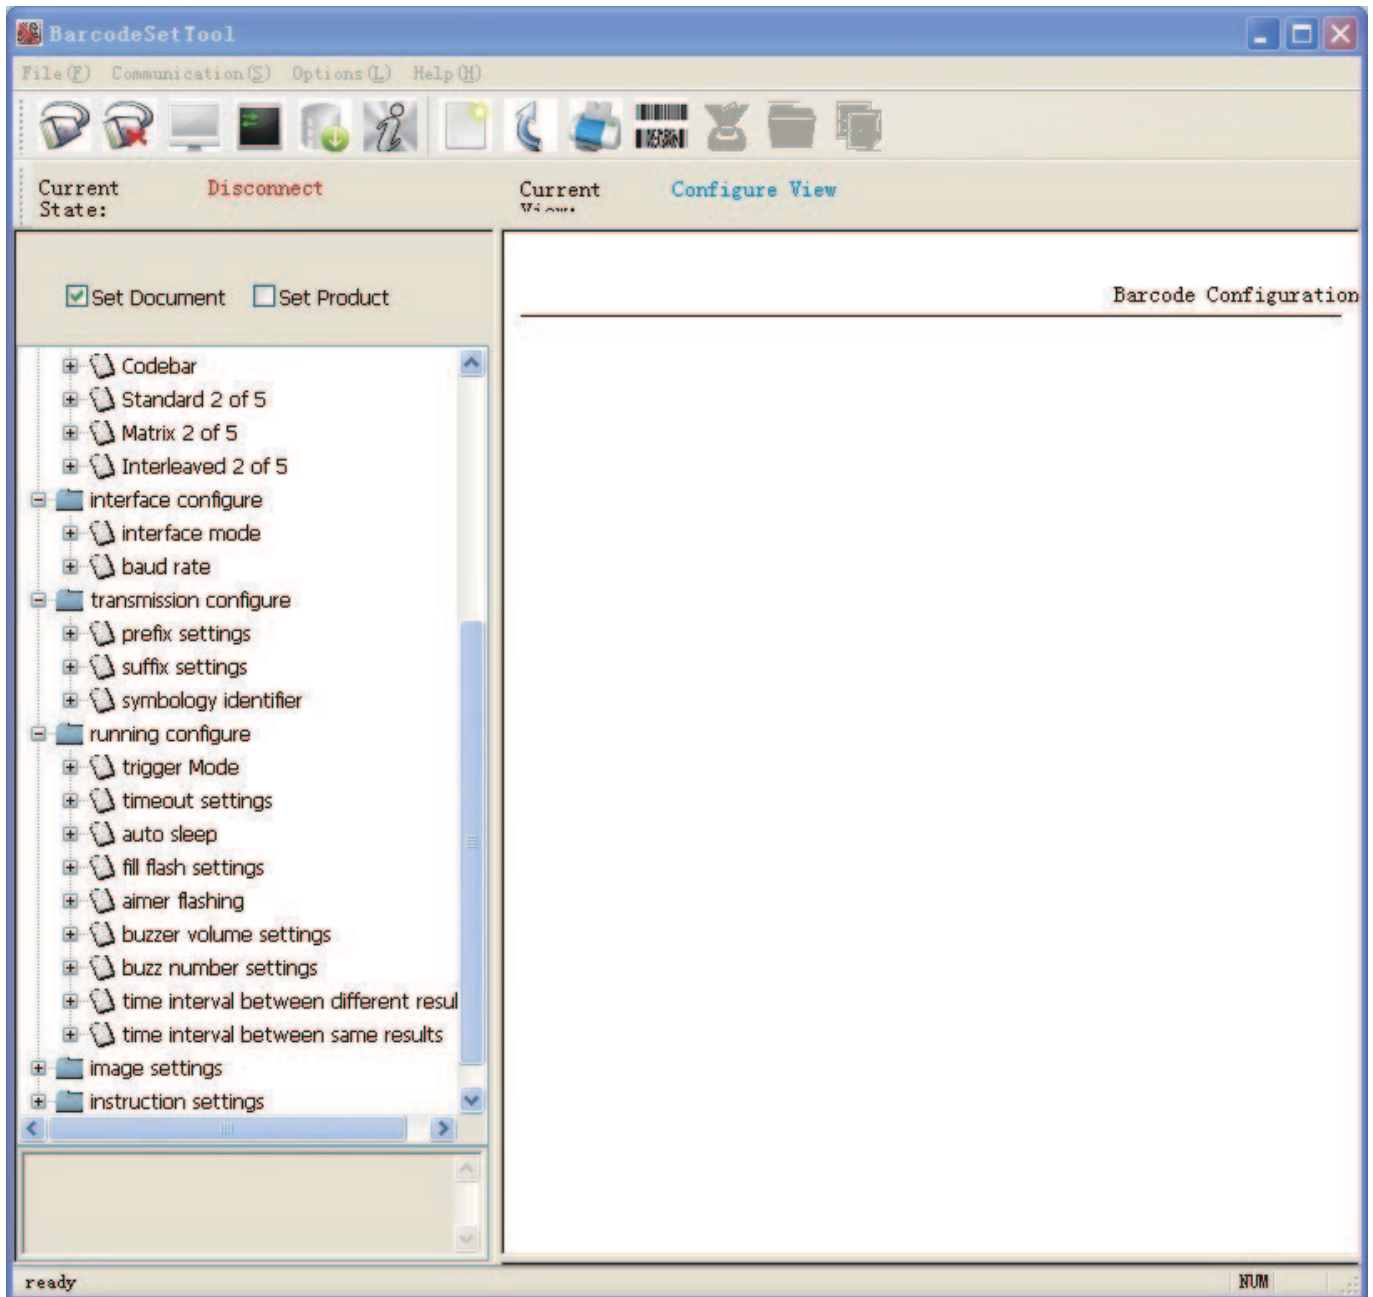 BarcodeSetTool
File(F) Communication(S) Options(L) Help(H)
Current State: Disconnect
Current View: Configure View
Set Document Set Product
Barcode Configuration
Codebar
Standard 2 of 5
Matrix 2 of 5
Interleaved 2 of 5
interface configure
interface mode
baud rate
transmission configure
prefix settings
suffix settings
symbology identifier
running configure
trigger Mode
timeout settings
auto sleep
fill flash settings
aimer flashing
buzzer volume settings
buzz number settings
time interval between different resul
time interval between same results
image settings
instruction settings
ready NUM